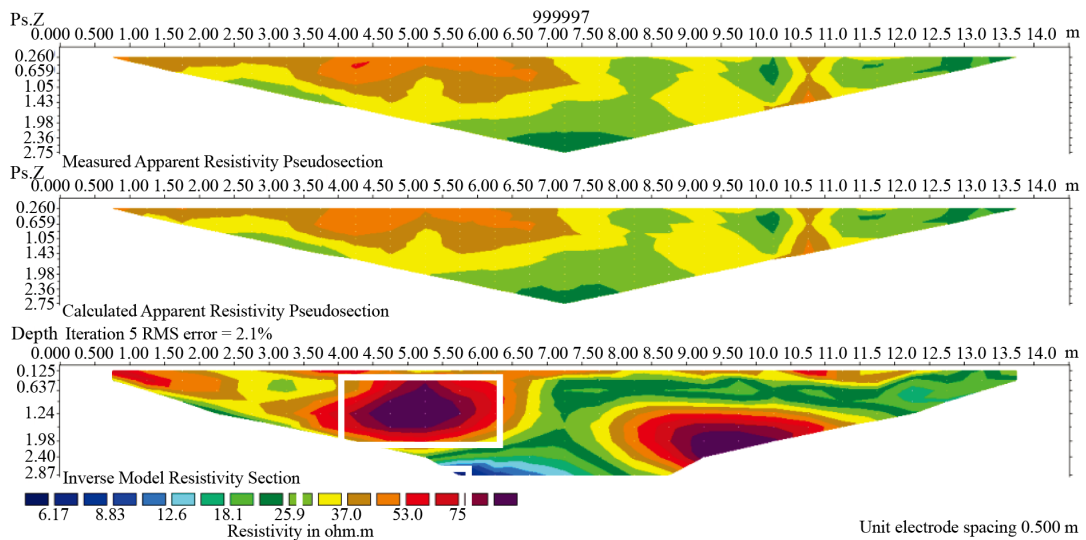 999997
Ps.Z
0.000 0.500 1.00 1.50 2.00 2.50 3.00 3.50 4.00 4.50 5.00 5.50 6.00 6.50 7.00 7.50 8.00 8.50 9.00 9.50 10.0 10.5 11.0 11.5 12.0 12.5 13.0 13.5 14.0 m
0.260
0.659
1.05
1.43
1.98
2.36
2.75
Measured Apparent Resistivity Pseudosection
Ps.Z
0.000 0.500 1.00 1.50 2.00 2.50 3.00 3.50 4.00 4.50 5.00 5.50 6.00 6.50 7.00 7.50 8.00 8.50 9.00 9.50 10.0 10.5 11.0 11.5 12.0 12.5 13.0 13.5 14.0 m
0.260
0.659
1.05
1.43
1.98
2.36
2.75
Calculated Apparent Resistivity Pseudosection
Depth Iteration 5 RMS error = 2.1%
0.000 0.500 1.00 1.50 2.00 2.50 3.00 3.50 4.00 4.50 5.00 5.50 6.00 6.50 7.00 7.50 8.00 8.50 9.00 9.50 10.0 10.5 11.0 11.5 12.0 12.5 13.0 13.5 14.0 m
0.125
0.637
1.24
1.98
2.40
2.87
Inverse Model Resistivity Section
6.17 8.83 12.6 18.1 25.9 37.0 53.0 75
Resistivity in ohm.m
Unit electrode spacing 0.500 m